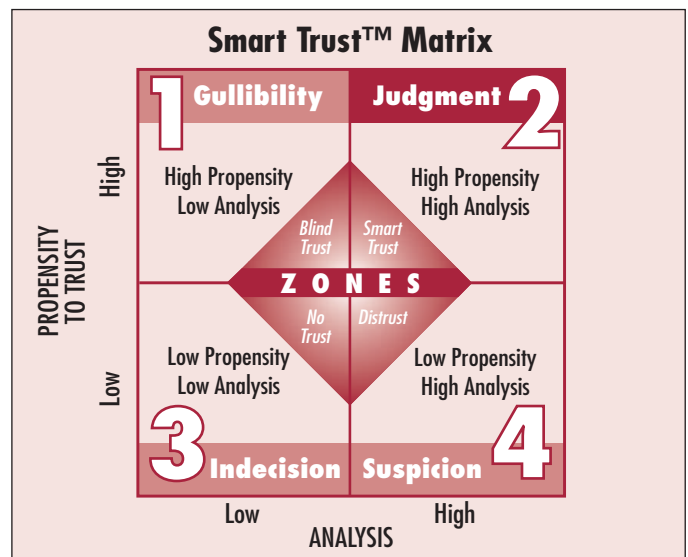 Smart Trust™ Matrix
1 Gullibility
Judgment 2
High Propensity
Low Analysis
High Propensity
High Analysis
Blind
Trust
Smart
Trust
ZONES
No
Trust
Distrust
Low Propensity
Low Analysis
Low Propensity
High Analysis
3 Indecision
Suspicion 4
PROPENSITY
TO TRUST
High
Low
Low
High
ANALYSIS